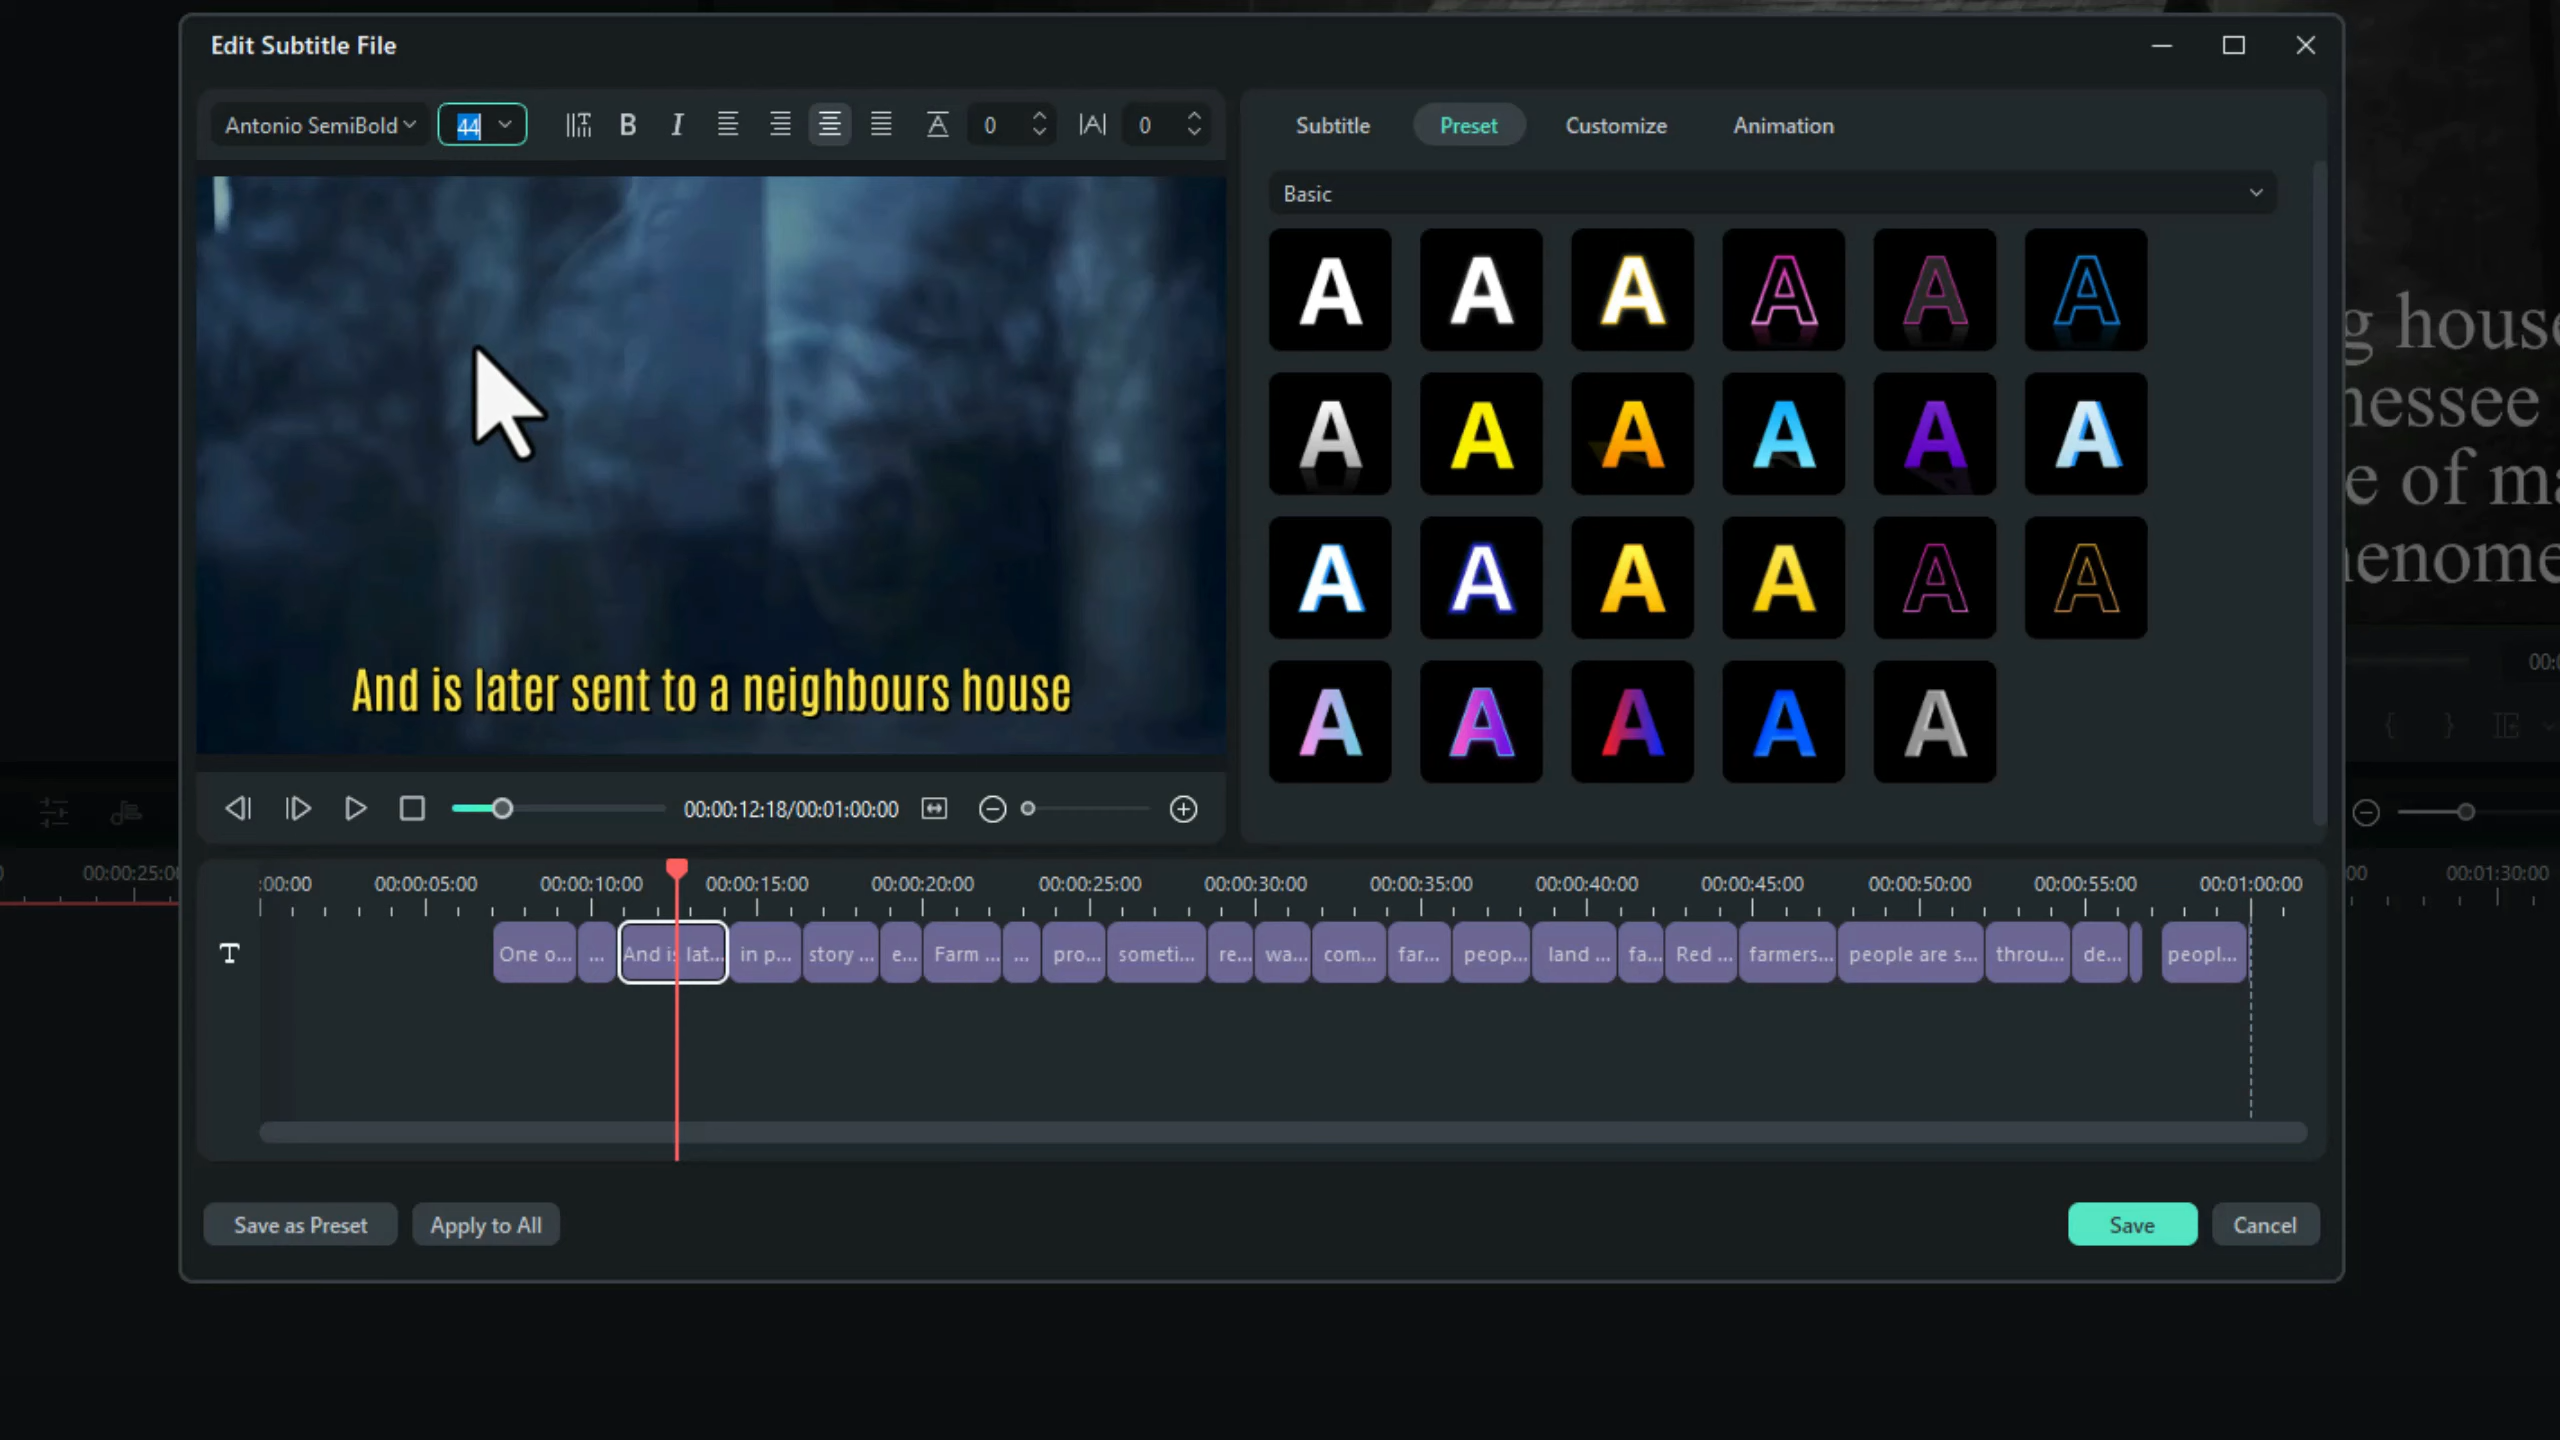 Edit Subtitle File
Antonio SemiBold
44
B
I
0
0
Subtitle
Preset
Customize
Animation
Basic
And is later sent to a neighbours house
00:00:12:18/00:01:00:00
g house
nessee
e of ma
enome
00:00:25:0
:00:00
00:00:05:00
00:00:10:00
00:00:15:00
00:00:20:00
00:00:25:00
00:00:30:00
00:00:35:00
00:00:40:00
00:00:45:00
00:00:50:00
00:00:55:00
00:01:00:00
00
00:01:30:00
T
One o...
...
And is lat...
in p...
story ...
e...
Farm ...
...
pro...
someti...
re...
wa...
com...
far...
peop...
land ...
fa...
Red ...
farmers...
people are s...
throu...
de...
peopl...
Save as Preset
Apply to All
Save
Cancel